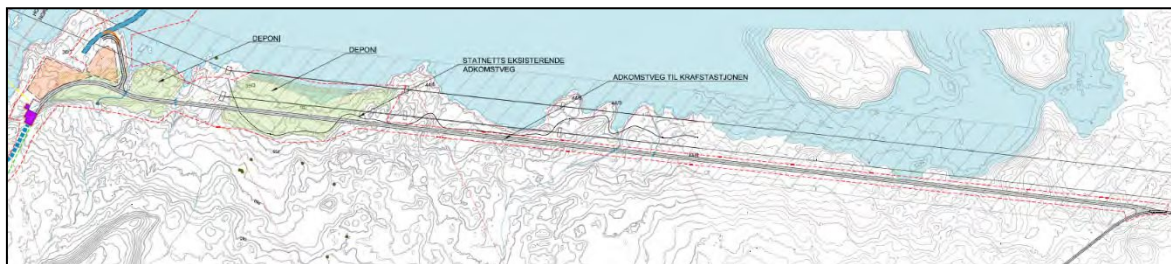 DEPONI
DEPONI
STATNETTS EKSISTERENDE
ADKOMSTVEG
ADKOMSTVEG TIL KRAFSTASJONEN